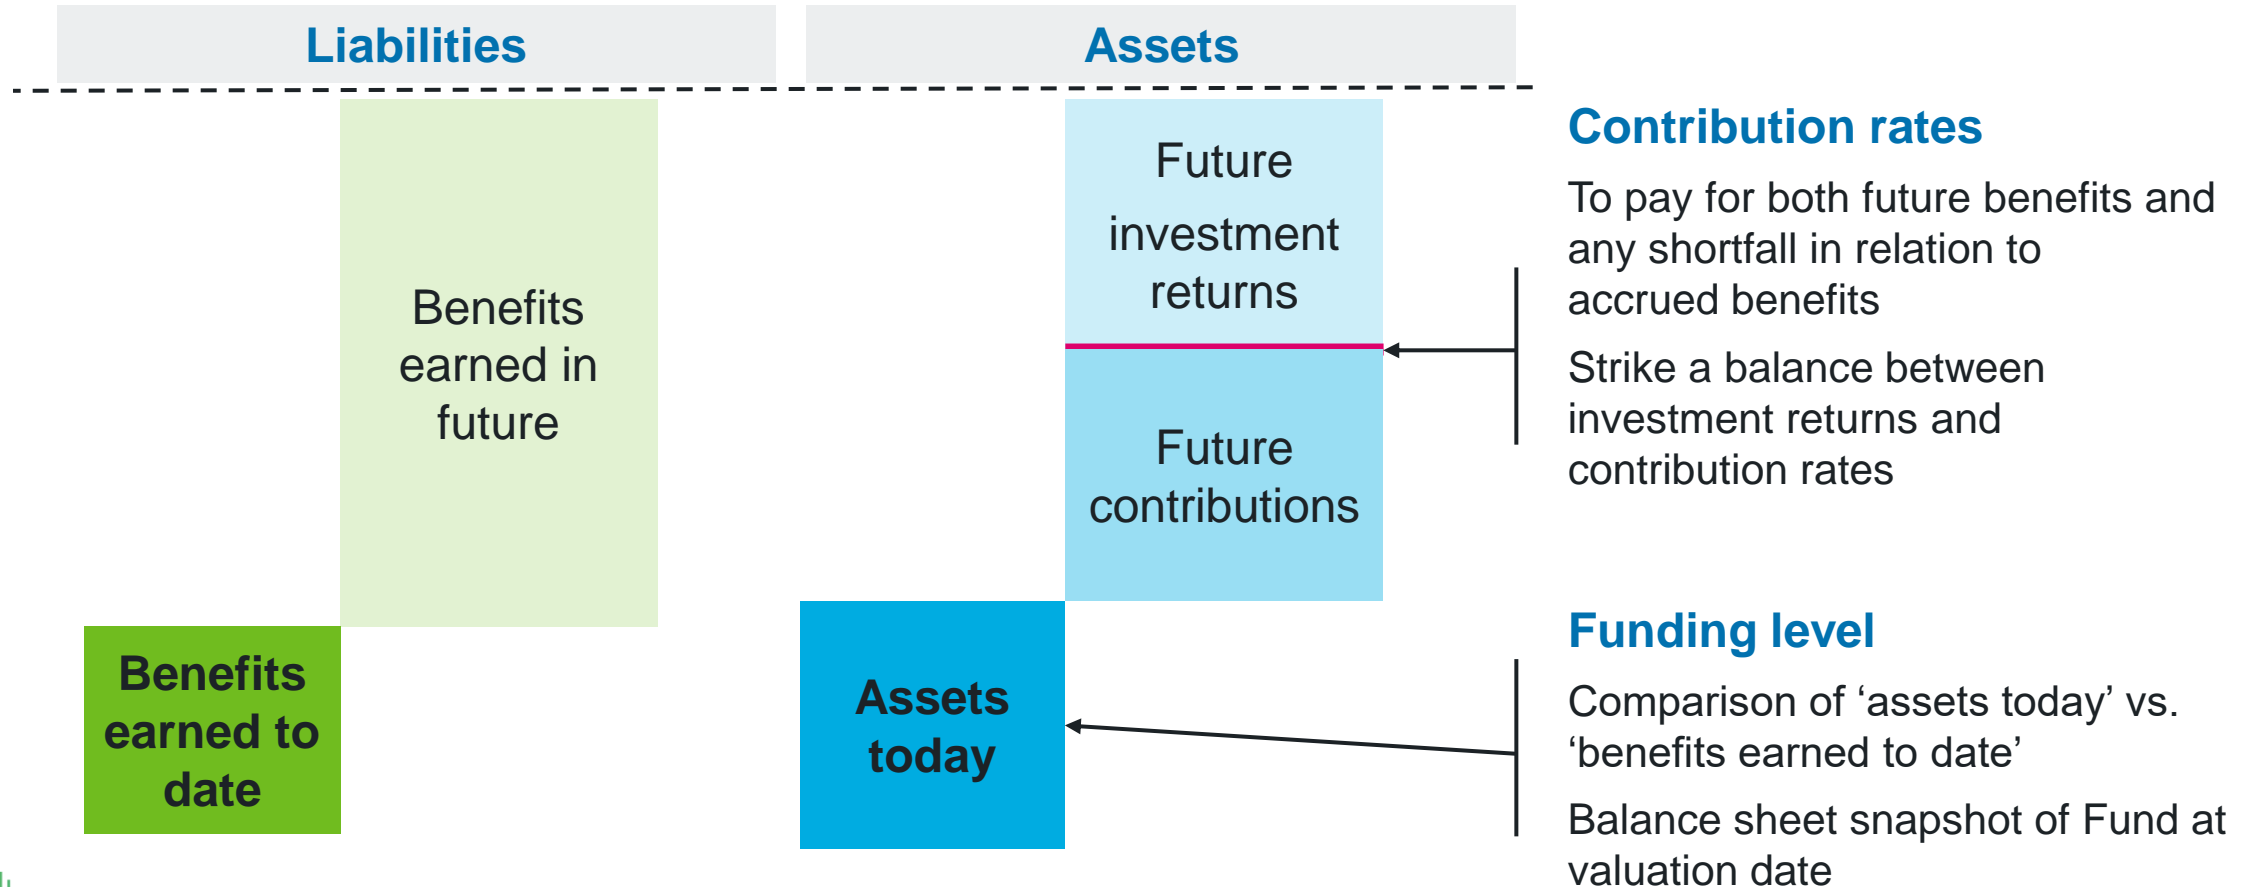 Liabilities
Assets
Benefits
earned in
future
Benefits
earned to
date
Future
investment
returns
Future
contributions
Assets
today
Contribution rates
To pay for both future benefits and
any shortfall in relation to
accrued benefits
Strike a balance between
investment returns and
contribution rates
Funding level
Comparison of ‘assets today’ vs.
‘benefits earned to date’
Balance sheet snapshot of Fund at
valuation date